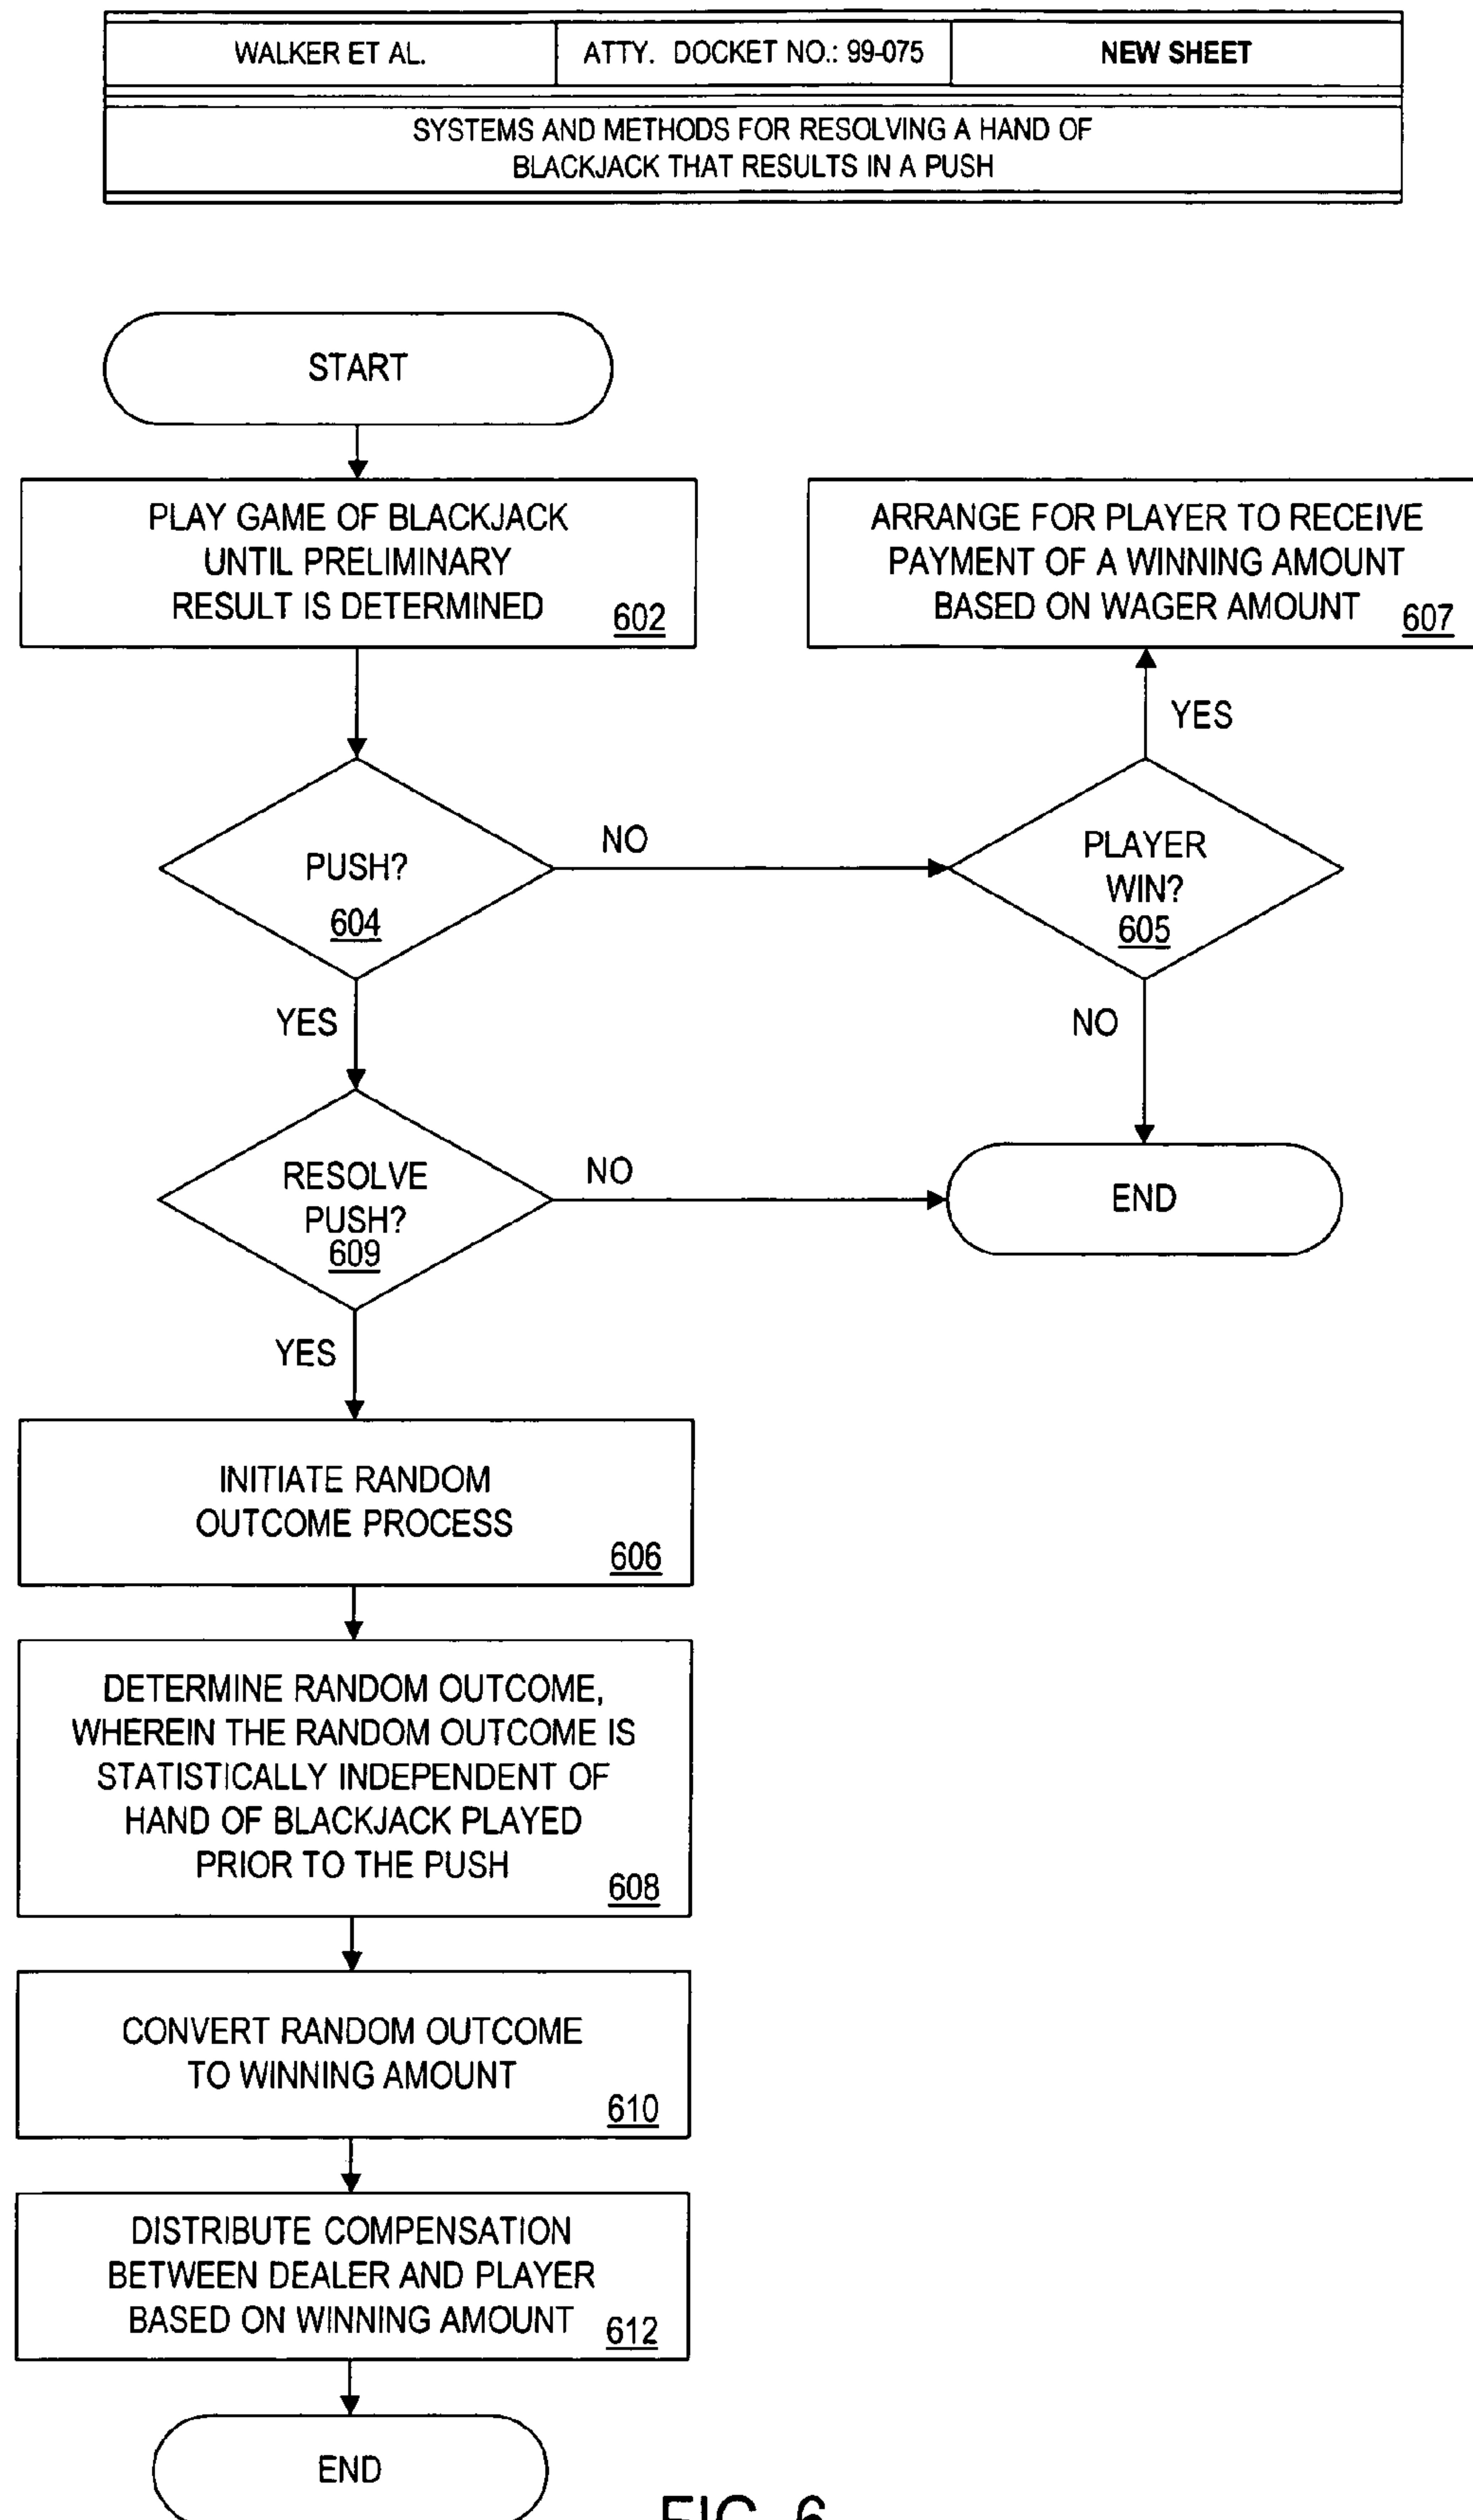 WALKER ET AL.
ATTY. DOCKET NO.: 99-075
NEW SHEET
SYSTEMS AND METHODS FOR RESOLVING A HAND OF
BLACKJACK THAT RESULTS IN A PUSH
START
PLAY GAME OF BLACKJACK
UNTIL PRELIMINARY
RESULT IS DETERMINED
602
ARRANGE FOR PLAYER TO RECEIVE
PAYMENT OF A WINNING AMOUNT
BASED ON WAGER AMOUNT
607
YES
PUSH?
604
NO
PLAYER
WIN?
605
YES
NO
RESOLVE
PUSH?
609
NO
END
YES
INITIATE RANDOM
OUTCOME PROCESS
606
DETERMINE RANDOM OUTCOME,
WHEREIN THE RANDOM OUTCOME IS
STATISTICALLY INDEPENDENT OF
HAND OF BLACKJACK PLAYED
PRIOR TO THE PUSH
608
CONVERT RANDOM OUTCOME
TO WINNING AMOUNT
610
DISTRIBUTE COMPENSATION
BETWEEN DEALER AND PLAYER
BASED ON WINNING AMOUNT
612
END
FIG. 6